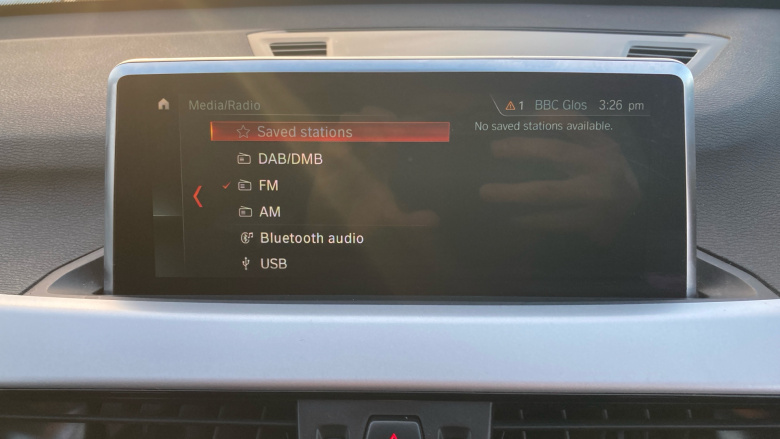 Media/Radio
1 BBC Glos 3:26 pm
Saved stations
No saved stations available.
DAB/DMB
FM
AM
Bluetooth audio
USB